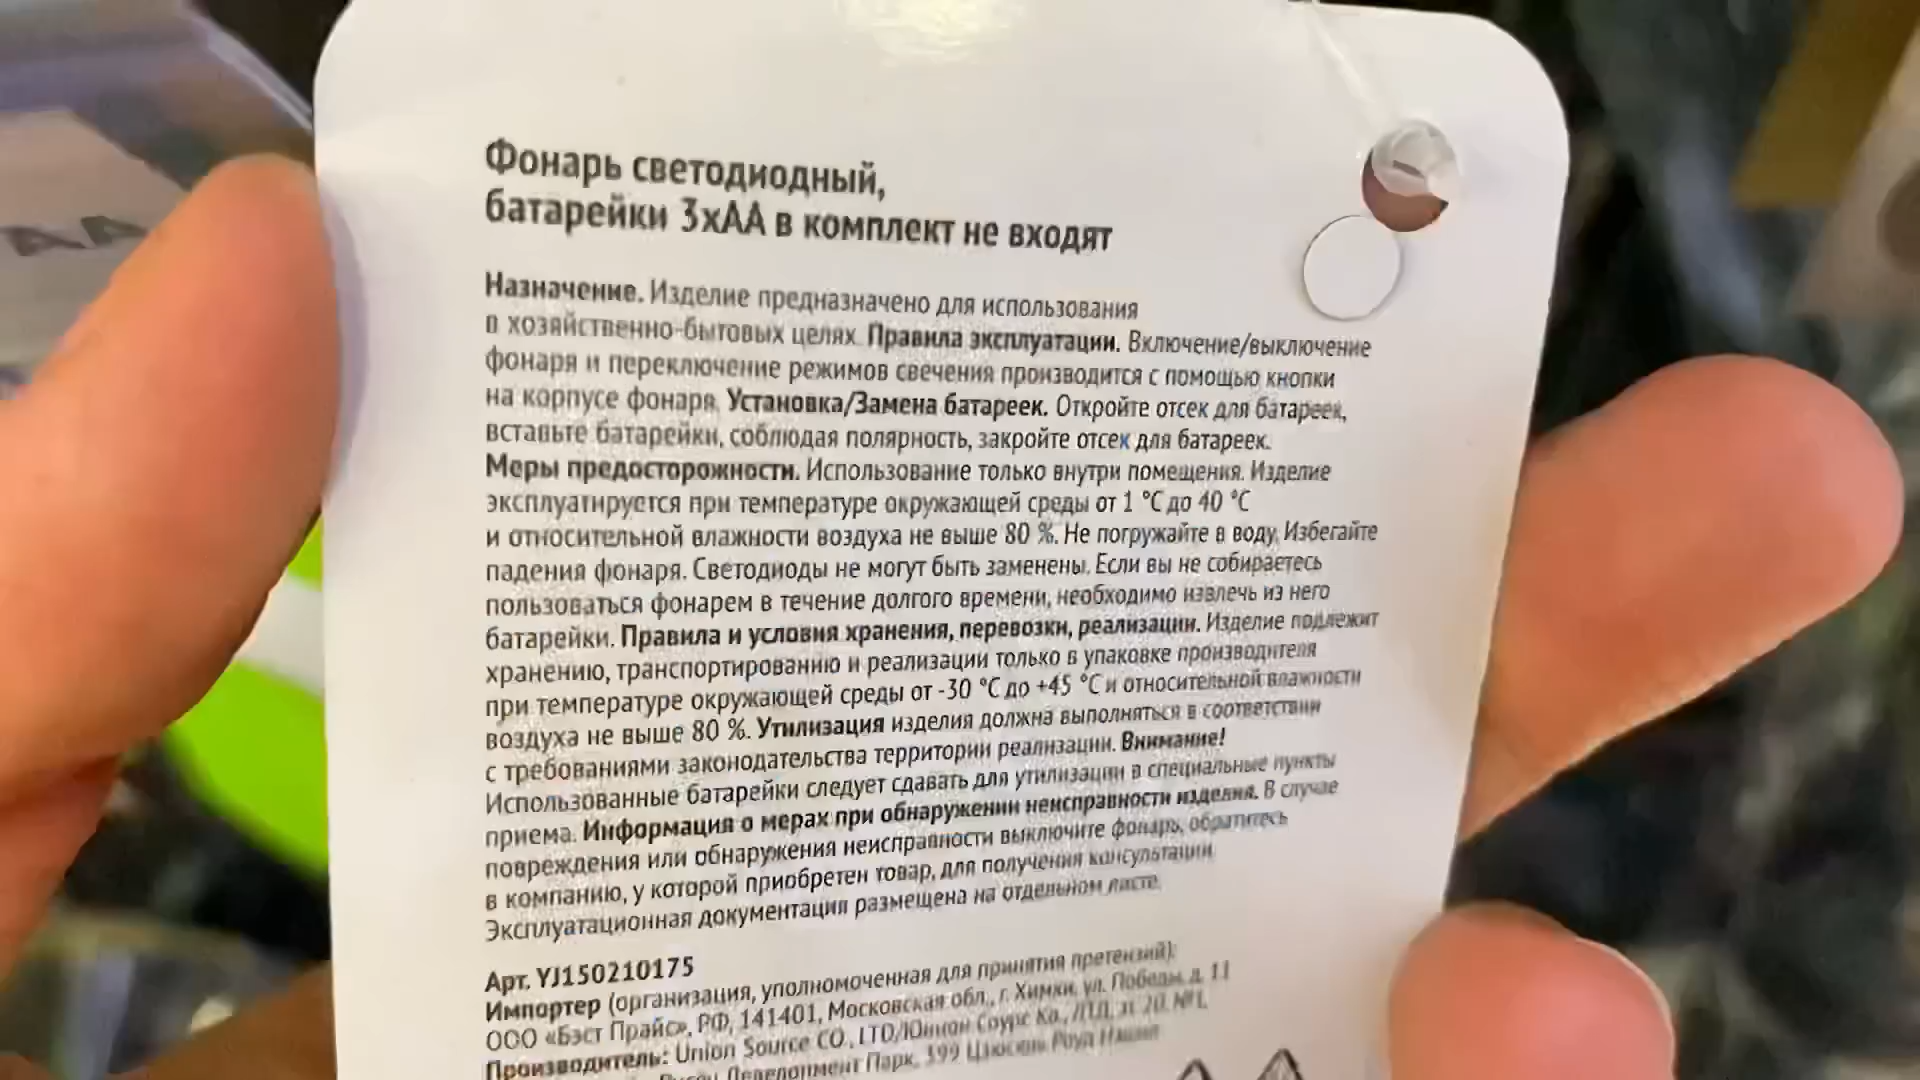 AA
Фонарь светодиодный,
батарейки 3хАА в комплект не входят
Назначение. Изделие предназначено для использования
в хозяйственно-бытовых целях. Правила эксплуатации. Включение/выключение
фонаря и переключение режимов свечения производится с помощью кнопки
на корпусе фонаря. Установка/Замена батареек. Откройте отсек для батареек,
вставьте батарейки, соблюдая полярность, закройте отсек для батареек.
Меры предосторожности. Использование только внутри помещения. Изделие
эксплуатируется при температуре окружающей среды от 1 °С до 40 °С
и относительной влажности воздуха не выше 80 %. Не погружайте в воду. Избегайте
падения фонаря. Светодиоды не могут быть заменены. Если вы не собираетесь
пользоваться фонарем в течение долгого времени, необходимо извлечь из него
батарейки. Правила и условия хранения, перевозки, реализации. Изделие подлежит
хранению, транспортированию и реализации только в упаковке производителя
при температуре окружающей среды от -30 °С до +45 °С и относительной влажности
воздуха не выше 80 %. Утилизация изделия должна выполняться в соответствии
с требованиями законодательства территории реализации. Внимание!
Использованные батарейки следует сдавать для утилизации в специальные пункты
приема. Информация о мерах при обнаружении неисправности изделия. В случае
повреждения или обнаружения неисправности выключите фонарь, обратитесь
в компанию, у которой приобретен товар, для получения консультации.
Эксплуатационная документация размещена на отдельном листе.
Арт. YJ150210175
Импортер (организация, уполномоченная для принятия претензий):
ООО «Бэст Прайс», РФ, 141401, Московская обл., г. Химки, ул. Победы, д. 11
Производитель: Union Source CO., LTD/Юнион Соурс Ко., ЛТД, эт. 20, №1,
Девелопмент Парк, 399 Роуд